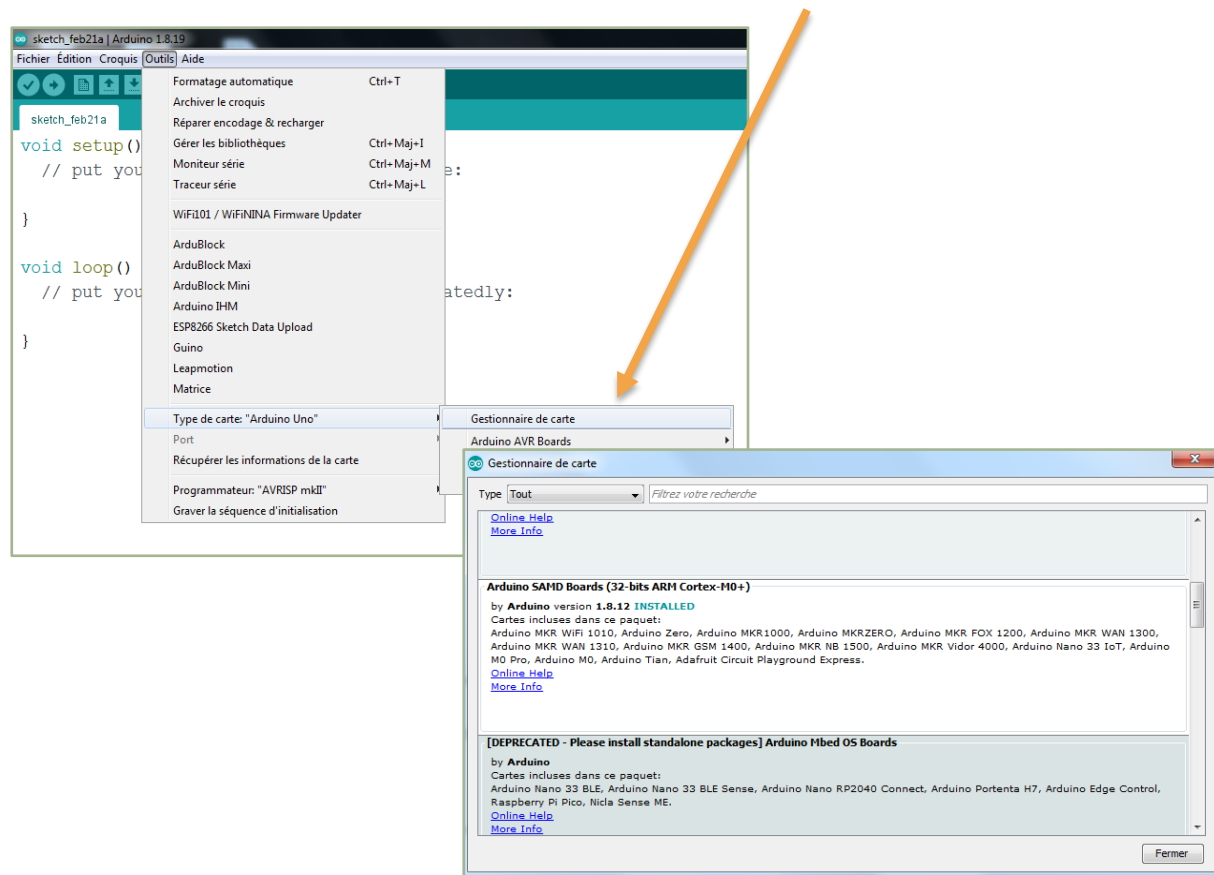 sketch_feb21a | Arduino 1.8.19
Fichier Édition Croquis Outils Aide
sketch_feb21a
void setup()
// put you
e:
}
void loop()
// put you
atedly:
}
Formatage automatique Ctrl+T
Archiver le croquis
Réparer encodage & recharger
Gérer les bibliothèques Ctrl+Maj+I
Moniteur série Ctrl+Maj+M
Traceur série Ctrl+Maj+L
WiFi101 / WiFiNINA Firmware Updater
ArduBlock
ArduBlock Maxi
ArduBlock Mini
Arduino IHM
ESP8266 Sketch Data Upload
Guino
Leapmotion
Matrice
Type de carte: "Arduino Uno"
Port
Récupérer les informations de la carte
Programmateur: "AVRISP mkII"
Graver la séquence d'initialisation
Gestionnaire de carte
Arduino AVR Boards
Gestionnaire de carte
Type Tout Filtrez votre recherche
Online Help
More Info
Arduino SAMD Boards (32-bits ARM Cortex-M0+)
by Arduino version 1.8.12 INSTALLED
Cartes incluses dans ce paquet:
Arduino MKR WiFi 1010, Arduino Zero, Arduino MKR1000, Arduino MKRZERO, Arduino MKR FOX 1200, Arduino MKR WAN 1300,
Arduino MKR WAN 1310, Arduino MKR GSM 1400, Arduino MKR NB 1500, Arduino MKR Vidor 4000, Arduino Nano 33 IoT, Arduino
M0 Pro, Arduino M0, Arduino Tian, Adafruit Circuit Playground Express.
Online Help
More Info
[DEPRECATED - Please install standalone packages] Arduino Mbed OS Boards
by Arduino
Cartes incluses dans ce paquet:
Arduino Nano 33 BLE, Arduino Nano 33 BLE Sense, Arduino Nano RP2040 Connect, Arduino Portenta H7, Arduino Edge Control,
Raspberry Pi Pico, Nicla Sense ME.
Online Help
More Info
Fermer